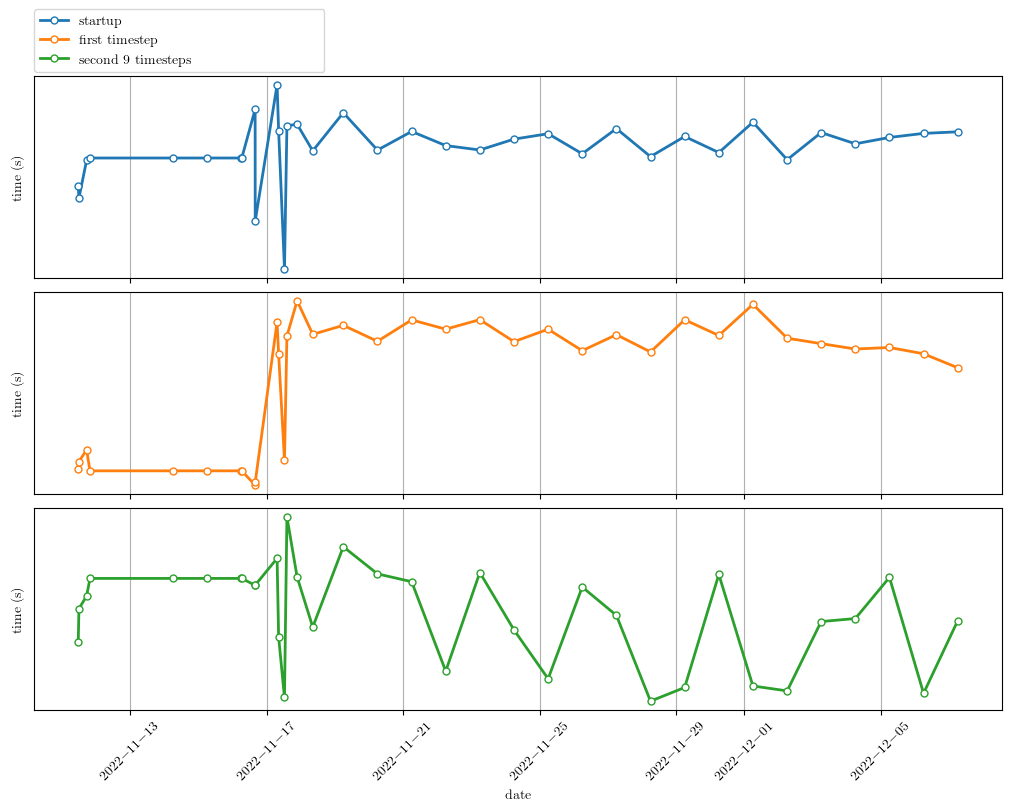 startup
first timestep
second 9 timesteps
time (s)
time (s)
time (s)
2022−11−13
2022−11−17
2022−11−21
2022−11−25
2022−11−29
2022−12−01
2022−12−05
date